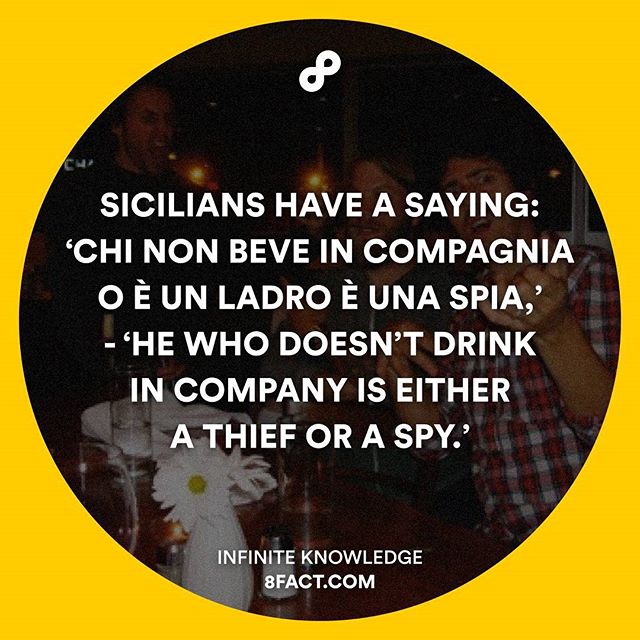 SICILIANS HAVE A SAYING:
‘CHI NON BEVE IN COMPAGNIA
O È UN LADRO È UNA SPIA,’
- ‘HE WHO DOESN’T DRINK
IN COMPANY IS EITHER
A THIEF OR A SPY.’
INFINITE KNOWLEDGE
8FACT.COM